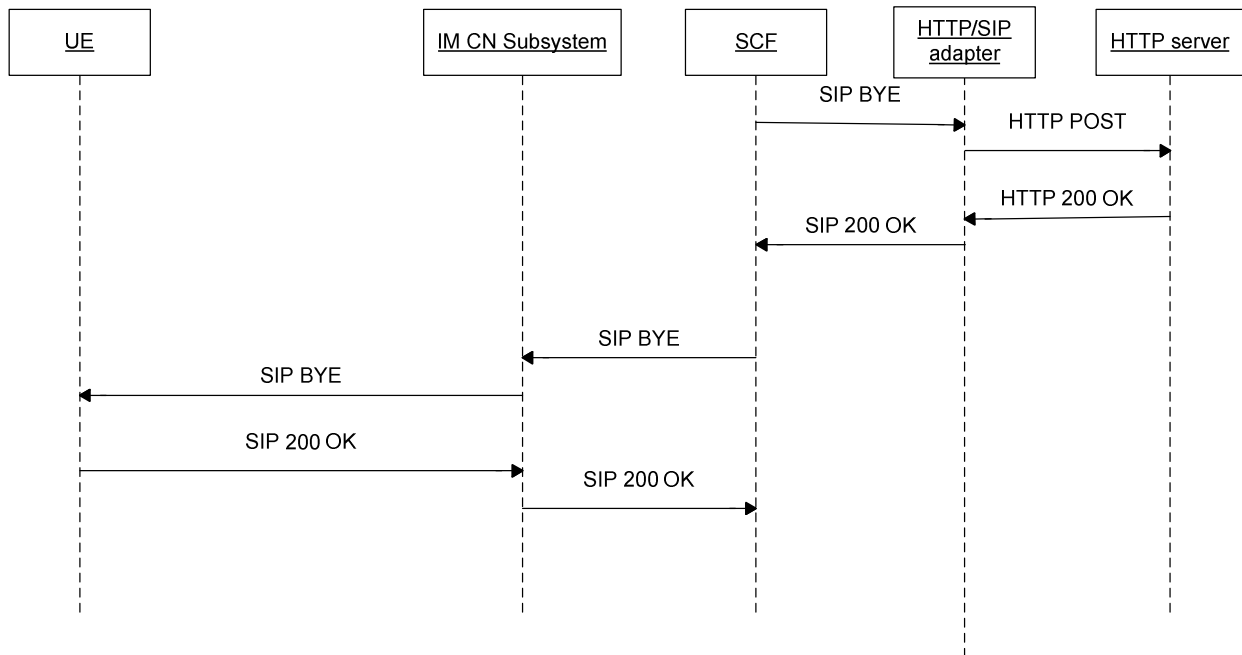 UE
IM CN Subsystem
SCF
HTTP/SIP
adapter
HTTP server
SIP BYE
HTTP POST
HTTP 200 OK
SIP 200 OK
SIP BYE
SIP BYE
SIP 200 OK
SIP 200 OK